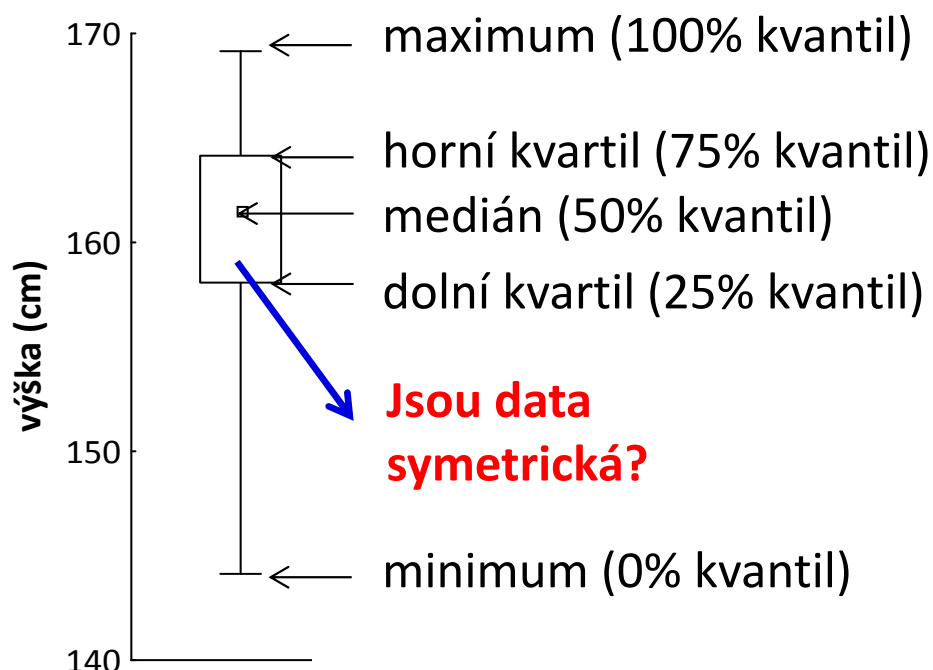 170
maximum (100% kvantil)
horní kvartil (75% kvantil)
medián (50% kvantil)
160
dolní kvartil (25% kvantil)
výška (cm)
Jsou data
symetrická?
150
minimum (0% kvantil)
140